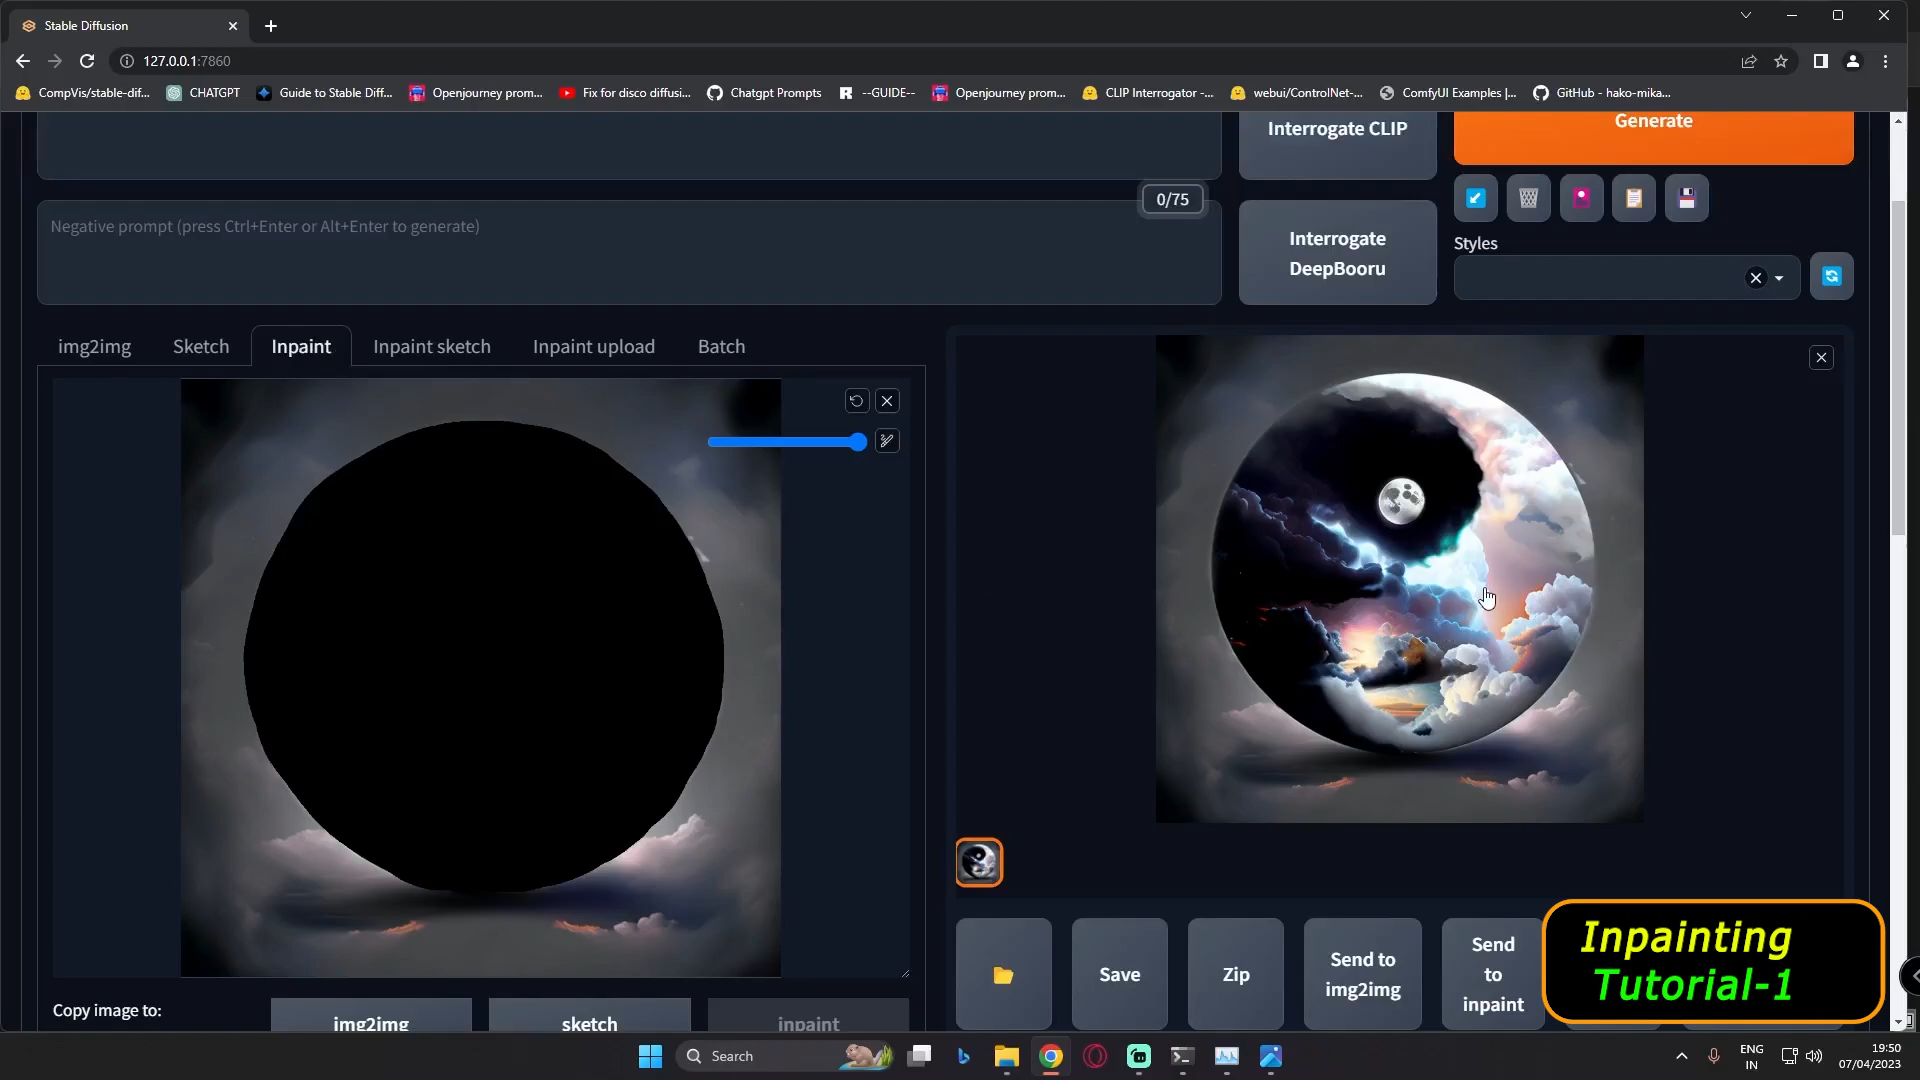 Stable Diffusion
127.0.0.1:7860
CompVis/stable-dif...
CHATGPT
Guide to Stable Diff...
Openjourney prom...
Fix for disco diffusi...
Chatgpt Prompts
--GUIDE--
Openjourney prom...
CLIP Interrogator -...
webui/ControlNet-...
ComfyUI Examples |...
GitHub - hako-mika...
Interrogate CLIP
Generate
0/75
Negative prompt (press Ctrl+Enter or Alt+Enter to generate)
Interrogate
DeepBooru
Styles
img2img
Sketch
Inpaint
Inpaint sketch
Inpaint upload
Batch
Save
Zip
Send to
img2img
Send
to
inpaint
Inpainting
Tutorial-1
Copy image to:
img2img
sketch
inpaint
Search
ENG
IN
19:50
07/04/2023